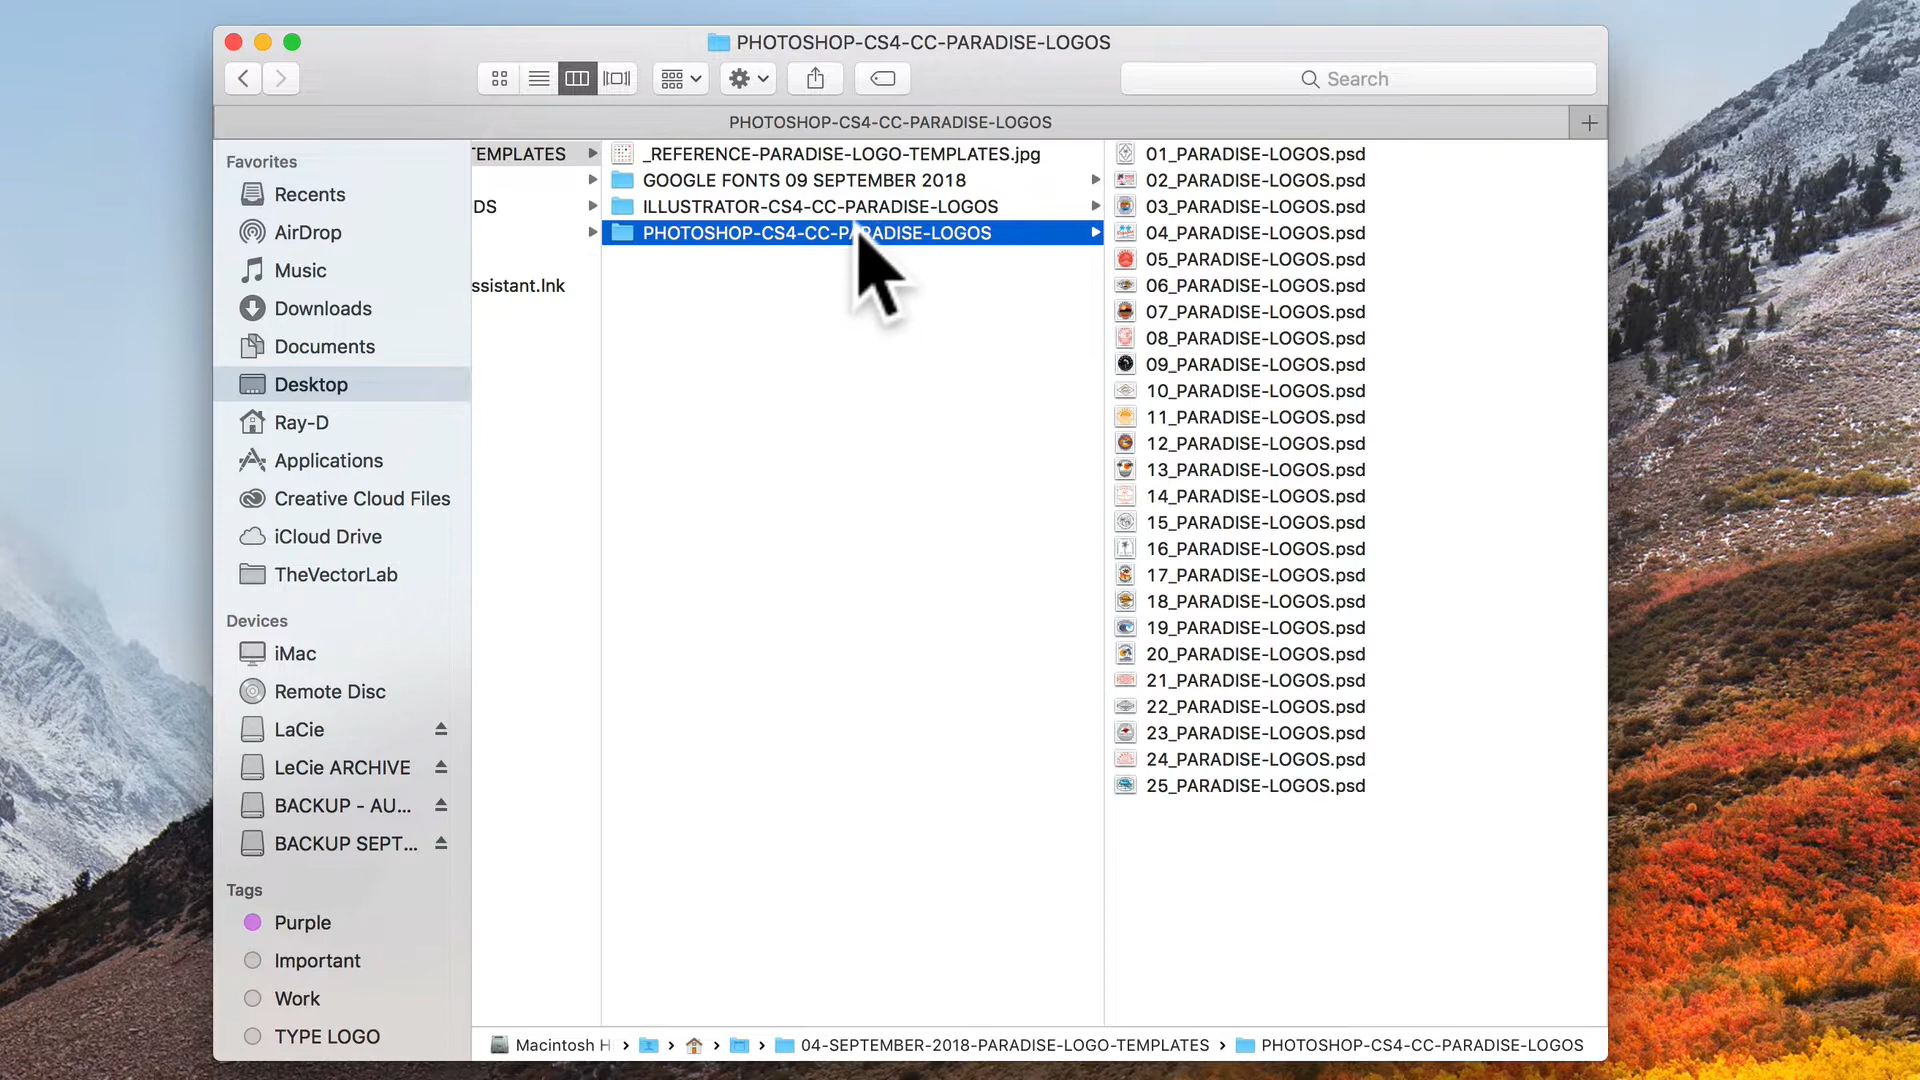 PHOTOSHOP-CS4-CC-PARADISE-LOGOS
Search
PHOTOSHOP-CS4-CC-PARADISE-LOGOS
Favorites
Recents
AirDrop
Music
Downloads
Documents
Desktop
Ray-D
Applications
Creative Cloud Files
iCloud Drive
TheVectorLab
Devices
iMac
Remote Disc
LaCie
LeCie ARCHIVE
BACKUP - AU...
BACKUP SEPT...
Tags
Purple
Important
Work
TYPE LOGO
TEMPLATES
DS
ssistant.lnk
_REFERENCE-PARADISE-LOGO-TEMPLATES.jpg
GOOGLE FONTS 09 SEPTEMBER 2018
ILLUSTRATOR-CS4-CC-PARADISE-LOGOS
PHOTOSHOP-CS4-CC-PARADISE-LOGOS
01_PARADISE-LOGOS.psd
02_PARADISE-LOGOS.psd
03_PARADISE-LOGOS.psd
04_PARADISE-LOGOS.psd
05_PARADISE-LOGOS.psd
06_PARADISE-LOGOS.psd
07_PARADISE-LOGOS.psd
08_PARADISE-LOGOS.psd
09_PARADISE-LOGOS.psd
10_PARADISE-LOGOS.psd
11_PARADISE-LOGOS.psd
12_PARADISE-LOGOS.psd
13_PARADISE-LOGOS.psd
14_PARADISE-LOGOS.psd
15_PARADISE-LOGOS.psd
16_PARADISE-LOGOS.psd
17_PARADISE-LOGOS.psd
18_PARADISE-LOGOS.psd
19_PARADISE-LOGOS.psd
20_PARADISE-LOGOS.psd
21_PARADISE-LOGOS.psd
22_PARADISE-LOGOS.psd
23_PARADISE-LOGOS.psd
24_PARADISE-LOGOS.psd
25_PARADISE-LOGOS.psd
Macintosh H › › › › 04-SEPTEMBER-2018-PARADISE-LOGO-TEMPLATES › PHOTOSHOP-CS4-CC-PARADISE-LOGOS